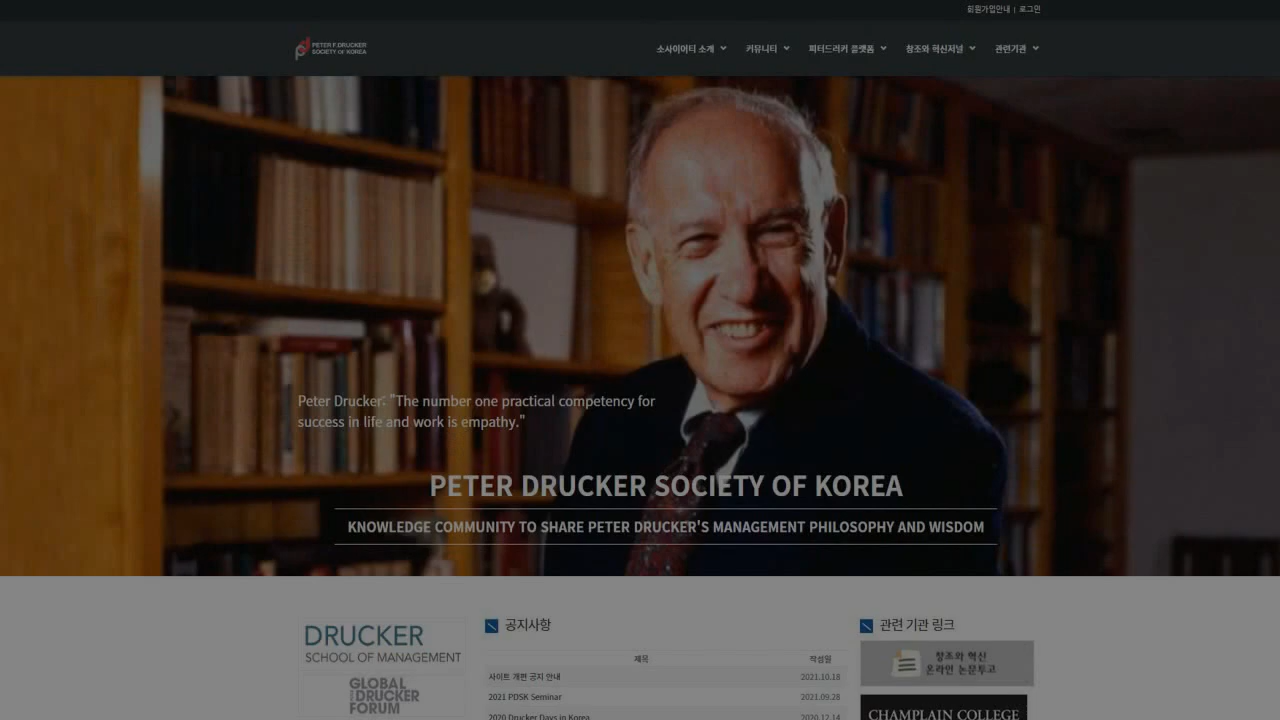 회원가입안내 | 로그인
PETER F.DRUCKER
SOCIETY OF KOREA
소사이어티 소개
커뮤니티
피터드러커 플랫폼
창조와 혁신저널
관련기관
Peter Drucker: "The number one practical competency for
success in life and work is empathy."
PETER DRUCKER SOCIETY OF KOREA
KNOWLEDGE COMMUNITY TO SHARE PETER DRUCKER'S MANAGEMENT PHILOSOPHY AND WISDOM
DRUCKER
SCHOOL OF MANAGEMENT
GLOBAL
DRUCKER
FORUM
공지사항
제목 작성일
사이트 개편 공지 안내 2021.10.18
2021 PDSK Seminar 2021.09.28
2020 Drucker Days in Korea 2020.12.14
관련 기관 링크
창조와 혁신
온라인 논문투고
CHAMPLAIN COLLEGE